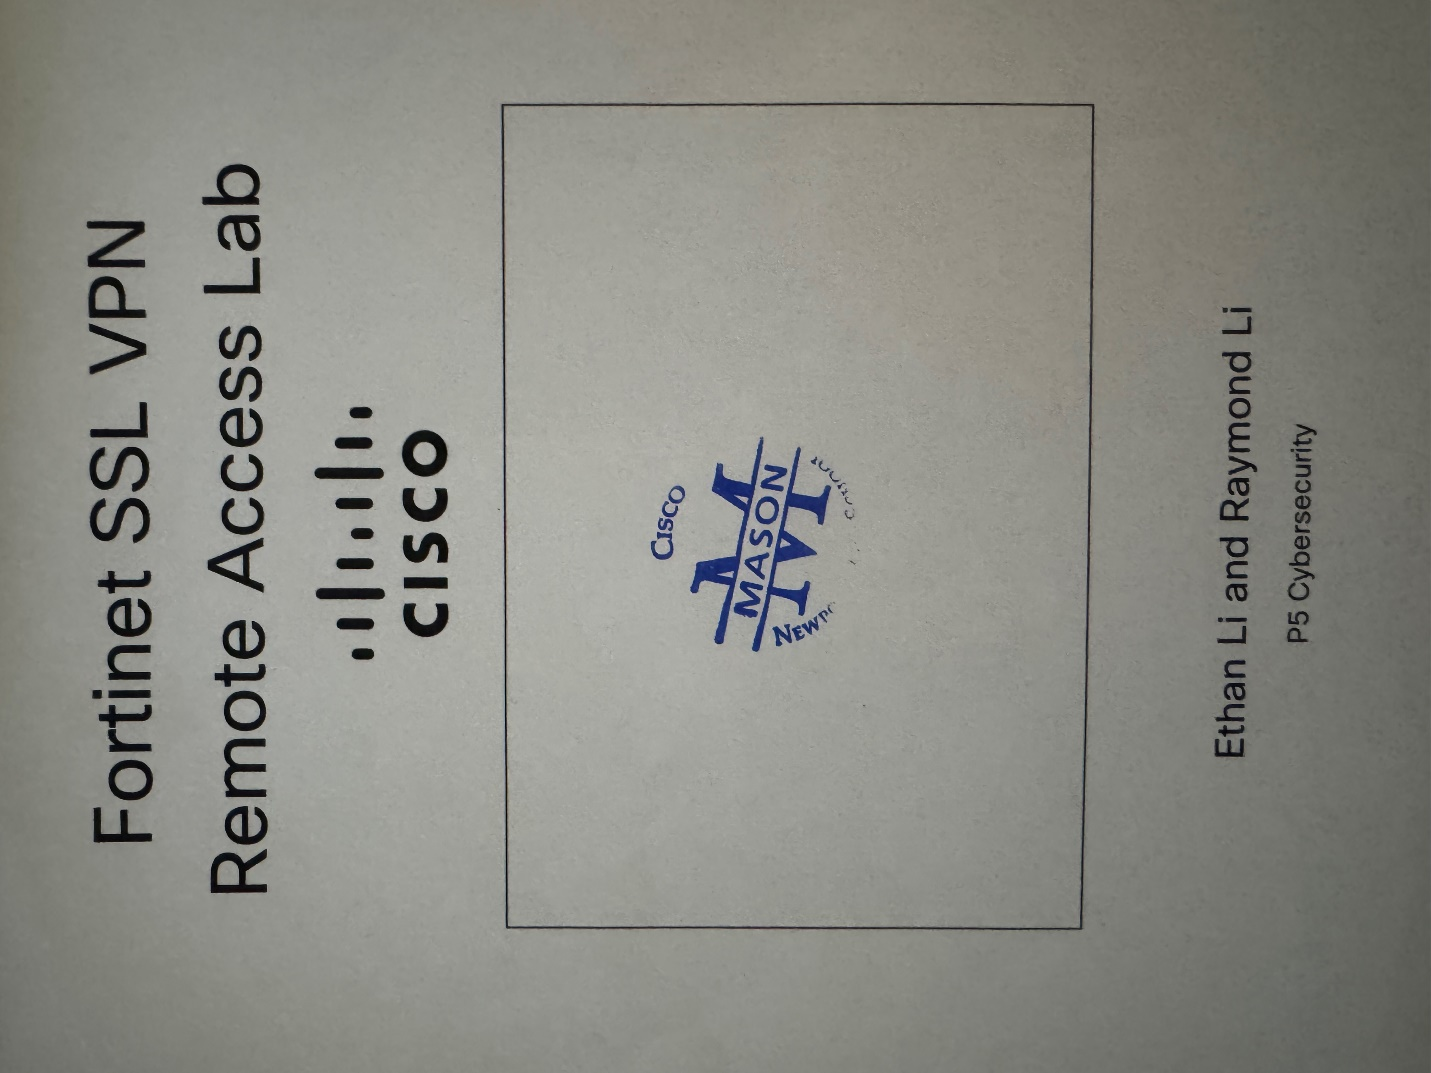 Fortinet SSL VPN
Remote Access Lab
CISCO
CISCO
MASON
Ethan Li and Raymond Li
P5 Cybersecurity